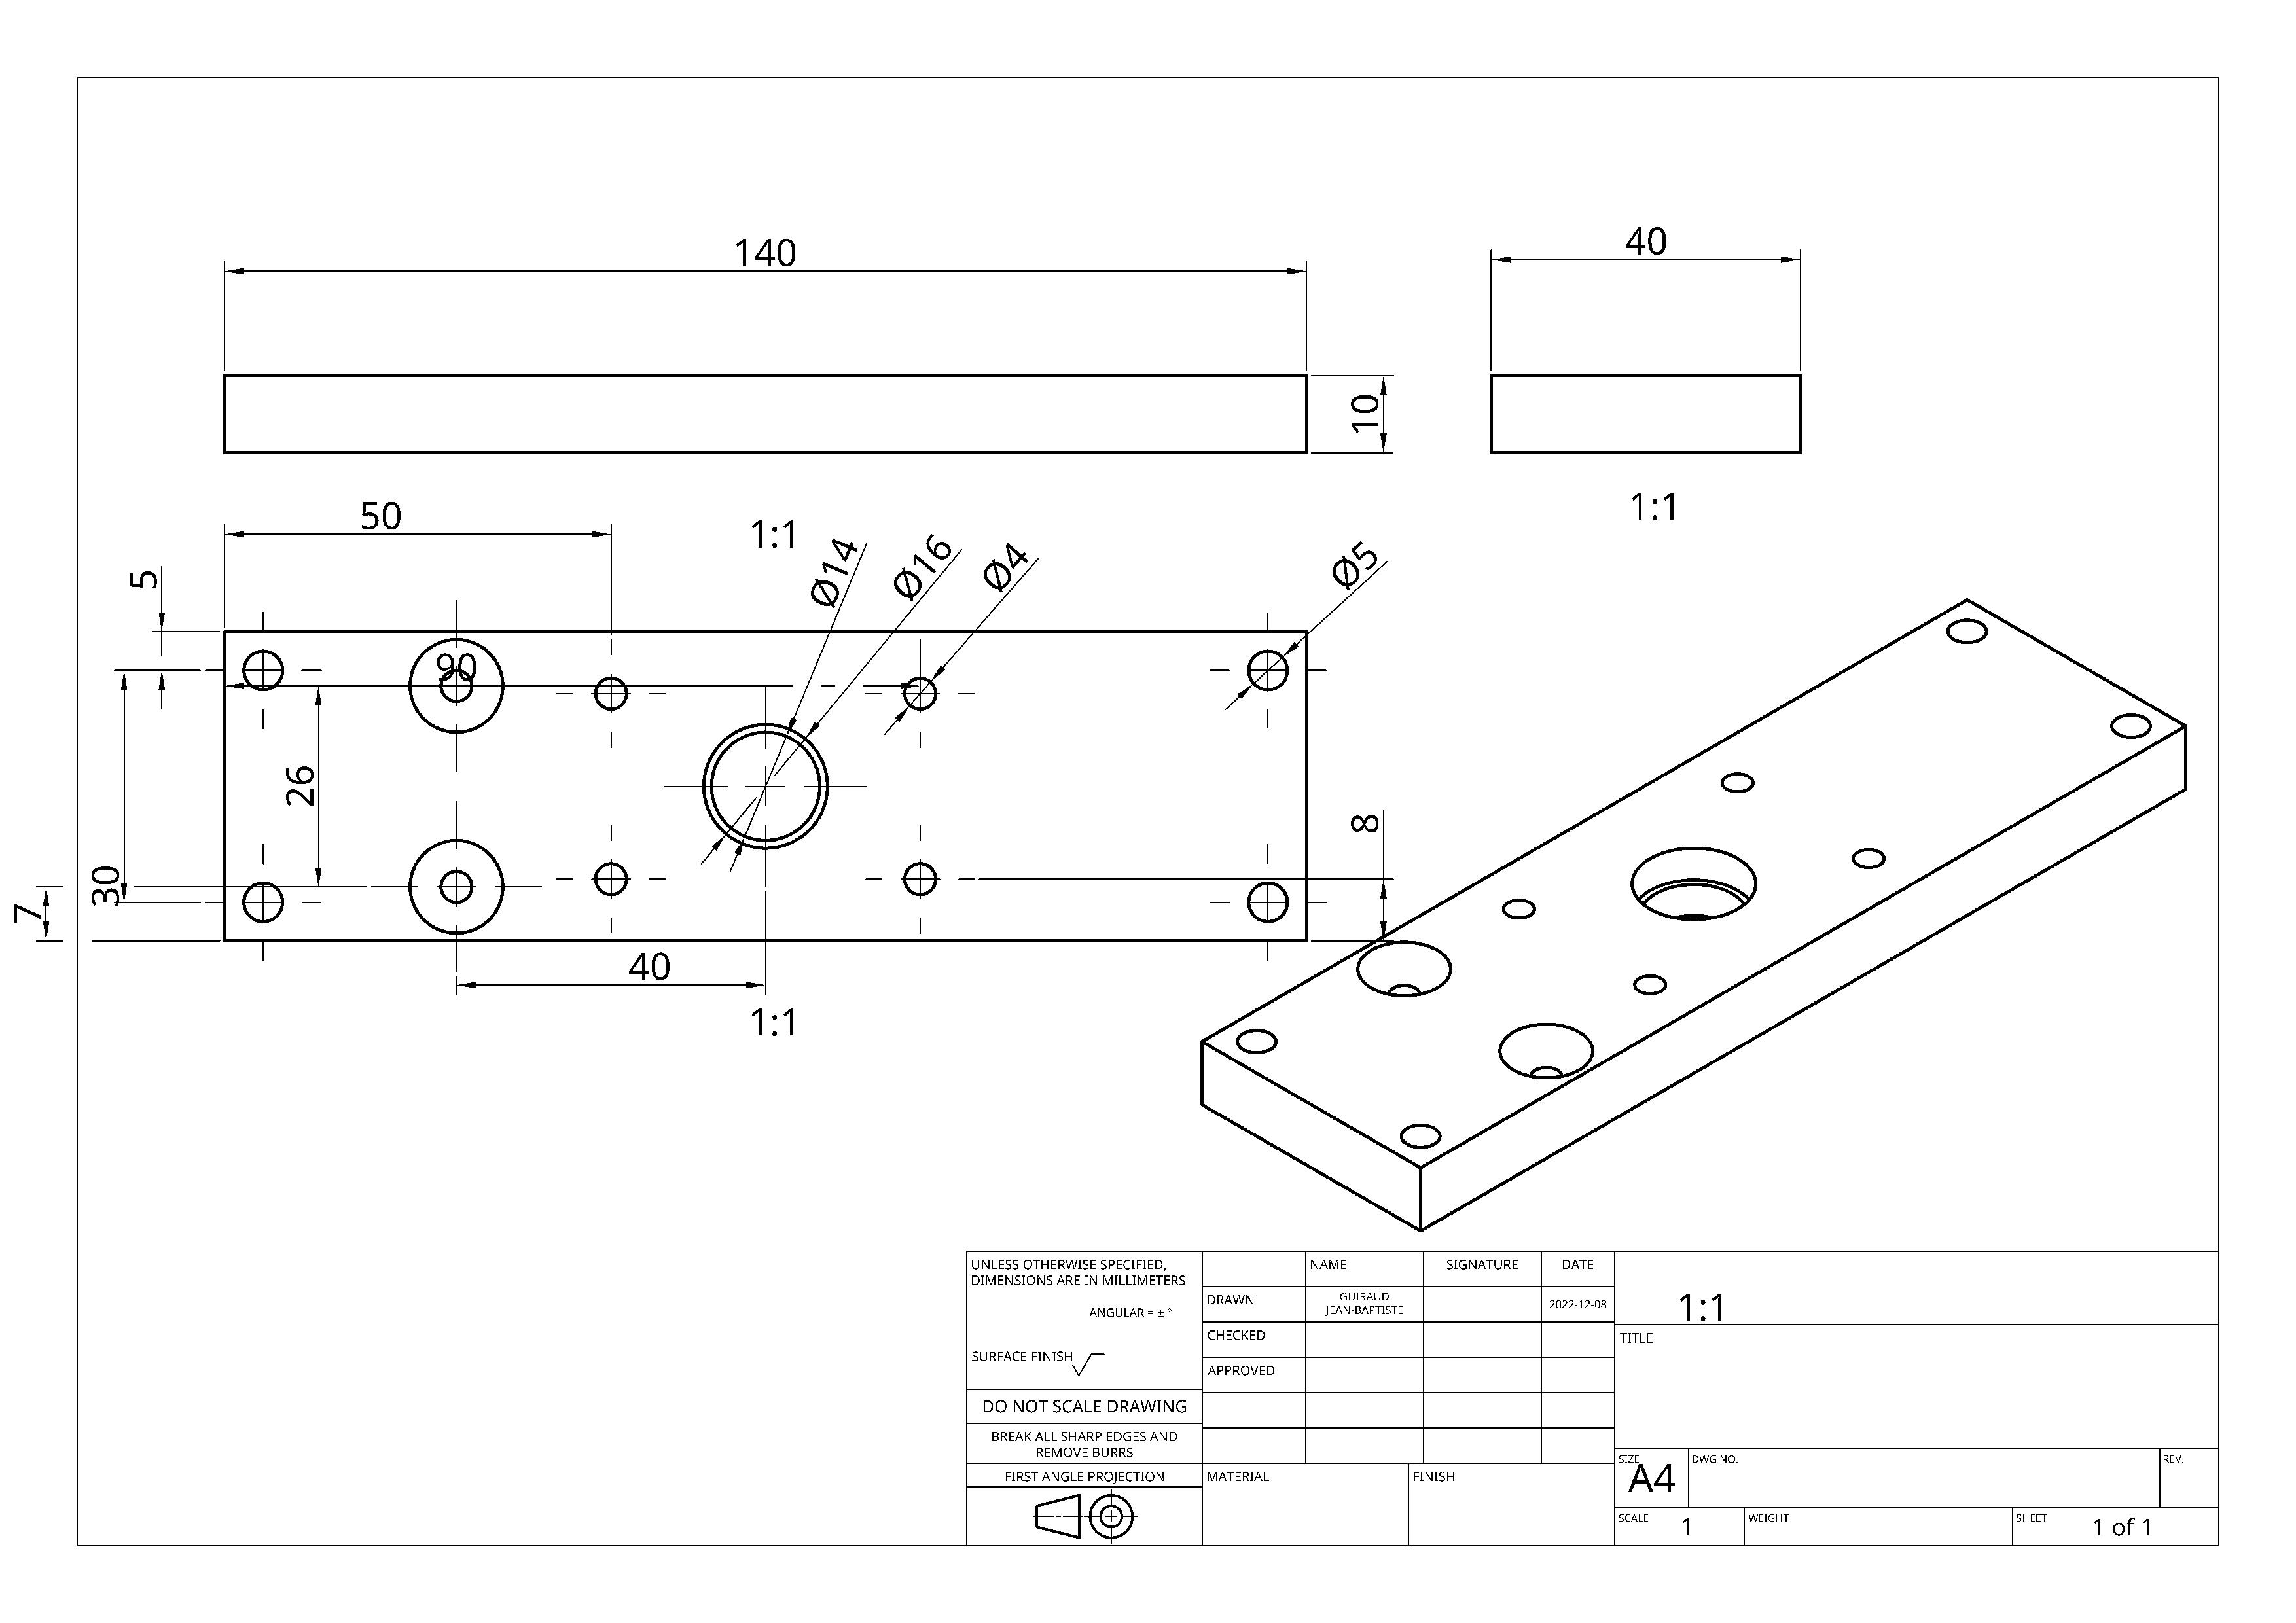 140
40
10
1:1
50
1:1
5
Ø14
Ø16
Ø4
Ø5
90
26
30
8
7
40
1:1
UNLESS OTHERWISE SPECIFIED,
DIMENSIONS ARE IN MILLIMETERS
ANGULAR = ± °
SURFACE FINISH
DO NOT SCALE DRAWING
BREAK ALL SHARP EDGES AND
REMOVE BURRS
FIRST ANGLE PROJECTION
NAME
SIGNATURE
DATE
DRAWN
GUIRAUD
JEAN-BAPTISTE
2022-12-08
CHECKED
APPROVED
MATERIAL
FINISH
1:1
TITLE
SIZE
A4
DWG NO.
REV.
SCALE
1
WEIGHT
SHEET
1 of 1